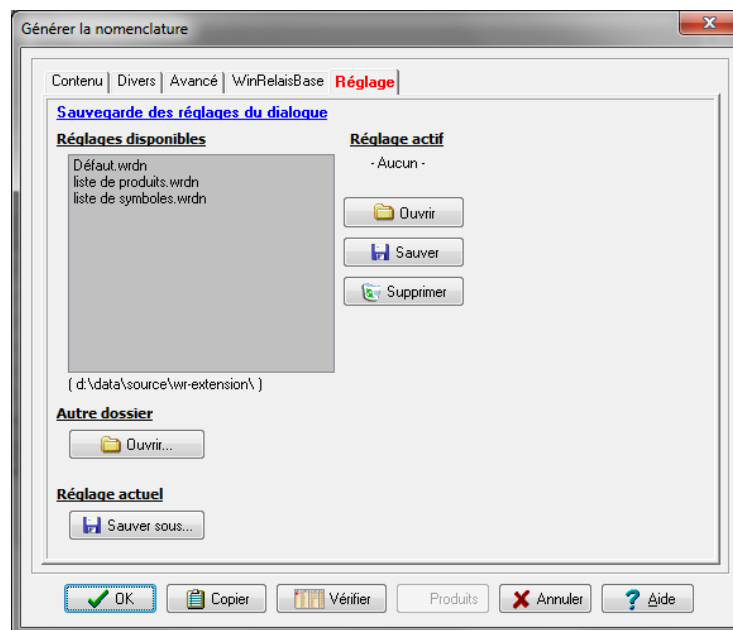 Générer la nomenclature
Contenu Divers Avancé WinRelaisBase Réglage
Sauvegarde des réglages du dialogue
Réglages disponibles
Réglage actif
Défaut.wrdn
liste de produits.wrdn
liste de symboles.wrdn
- Aucun -
Ouvrir
Sauver
Supprimer
( d:\data\source\wr-extension\ )
Autre dossier
Ouvrir...
Réglage actuel
Sauver sous...
OK Copier Vérifier Produits Annuler Aide